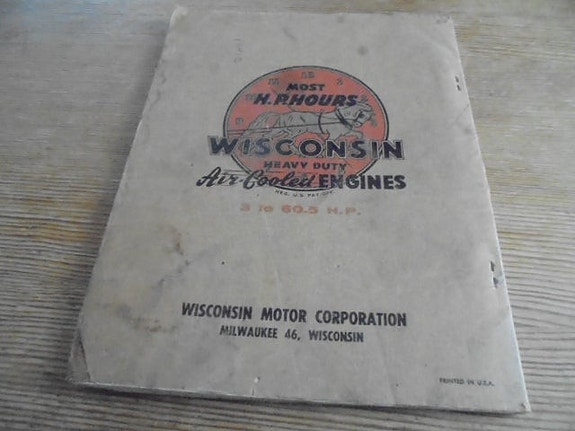 MOST
H.P. HOURS
WISCONSIN
HEAVY DUTY
Air-Cooled ENGINES
REG. U.S. PAT. OFF.
3 to 60.5 H.P.
WISCONSIN MOTOR CORPORATION
MILWAUKEE 46, WISCONSIN
PRINTED IN U.S.A.